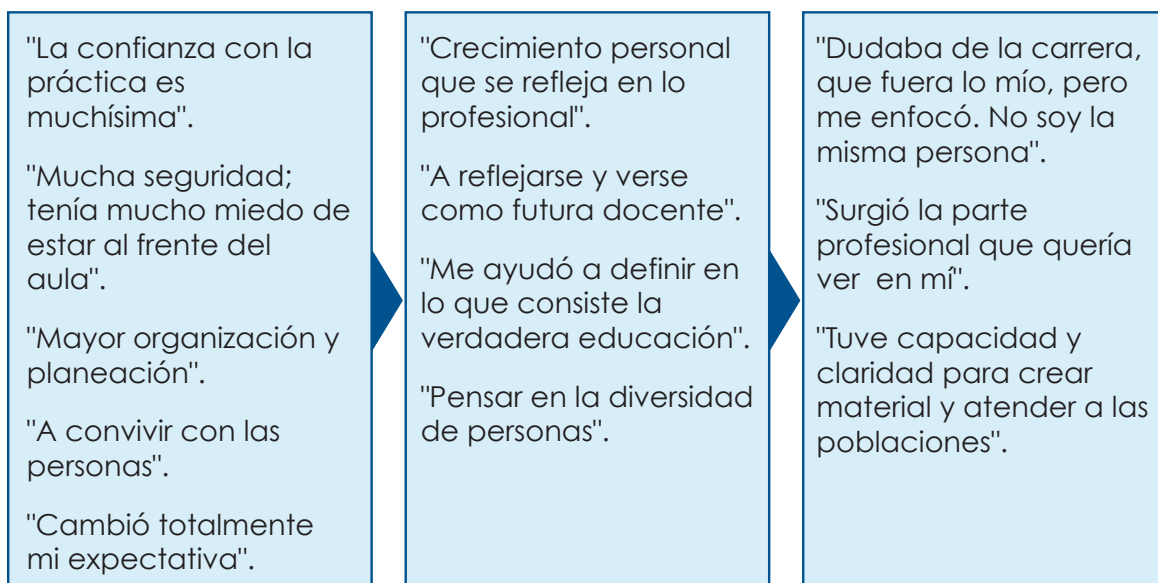 "La confianza con la
práctica es
muchísima".
"Mucha seguridad;
tenía mucho miedo de
estar al frente del
aula".
"Mayor organización y
planeación".
"A convivir con las
personas".
"Cambió totalmente
mi expectativa".
"Crecimiento personal
que se refleja en lo
profesional".
"A reflejarse y verse
como futura docente".
"Me ayudó a definir en
lo que consiste la
verdadera educación".
"Pensar en la diversidad
de personas".
"Dudaba de la carrera,
que fuera lo mío, pero
me enfocó. No soy la
misma persona".
"Surgió la parte
profesional que quería
ver en mí".
"Tuve capacidad y
claridad para crear
material y atender a las
poblaciones".